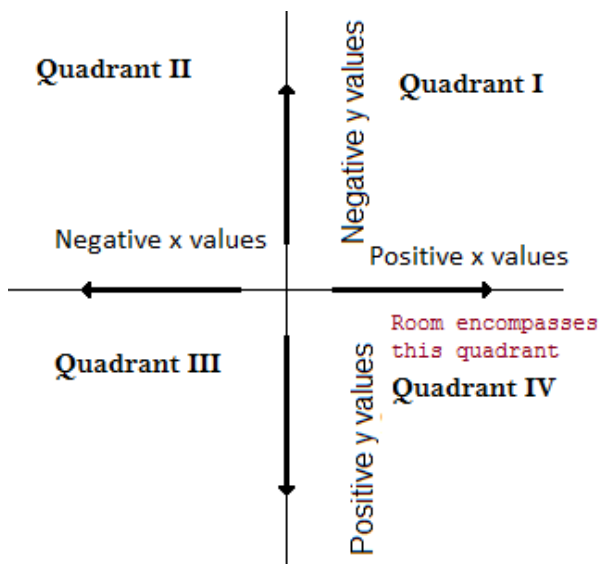 Quadrant II
Quadrant I
Negative y values
Negative x values
Positive x values
Room encompasses
this quadrant
Quadrant III
Quadrant IV
Positive y values